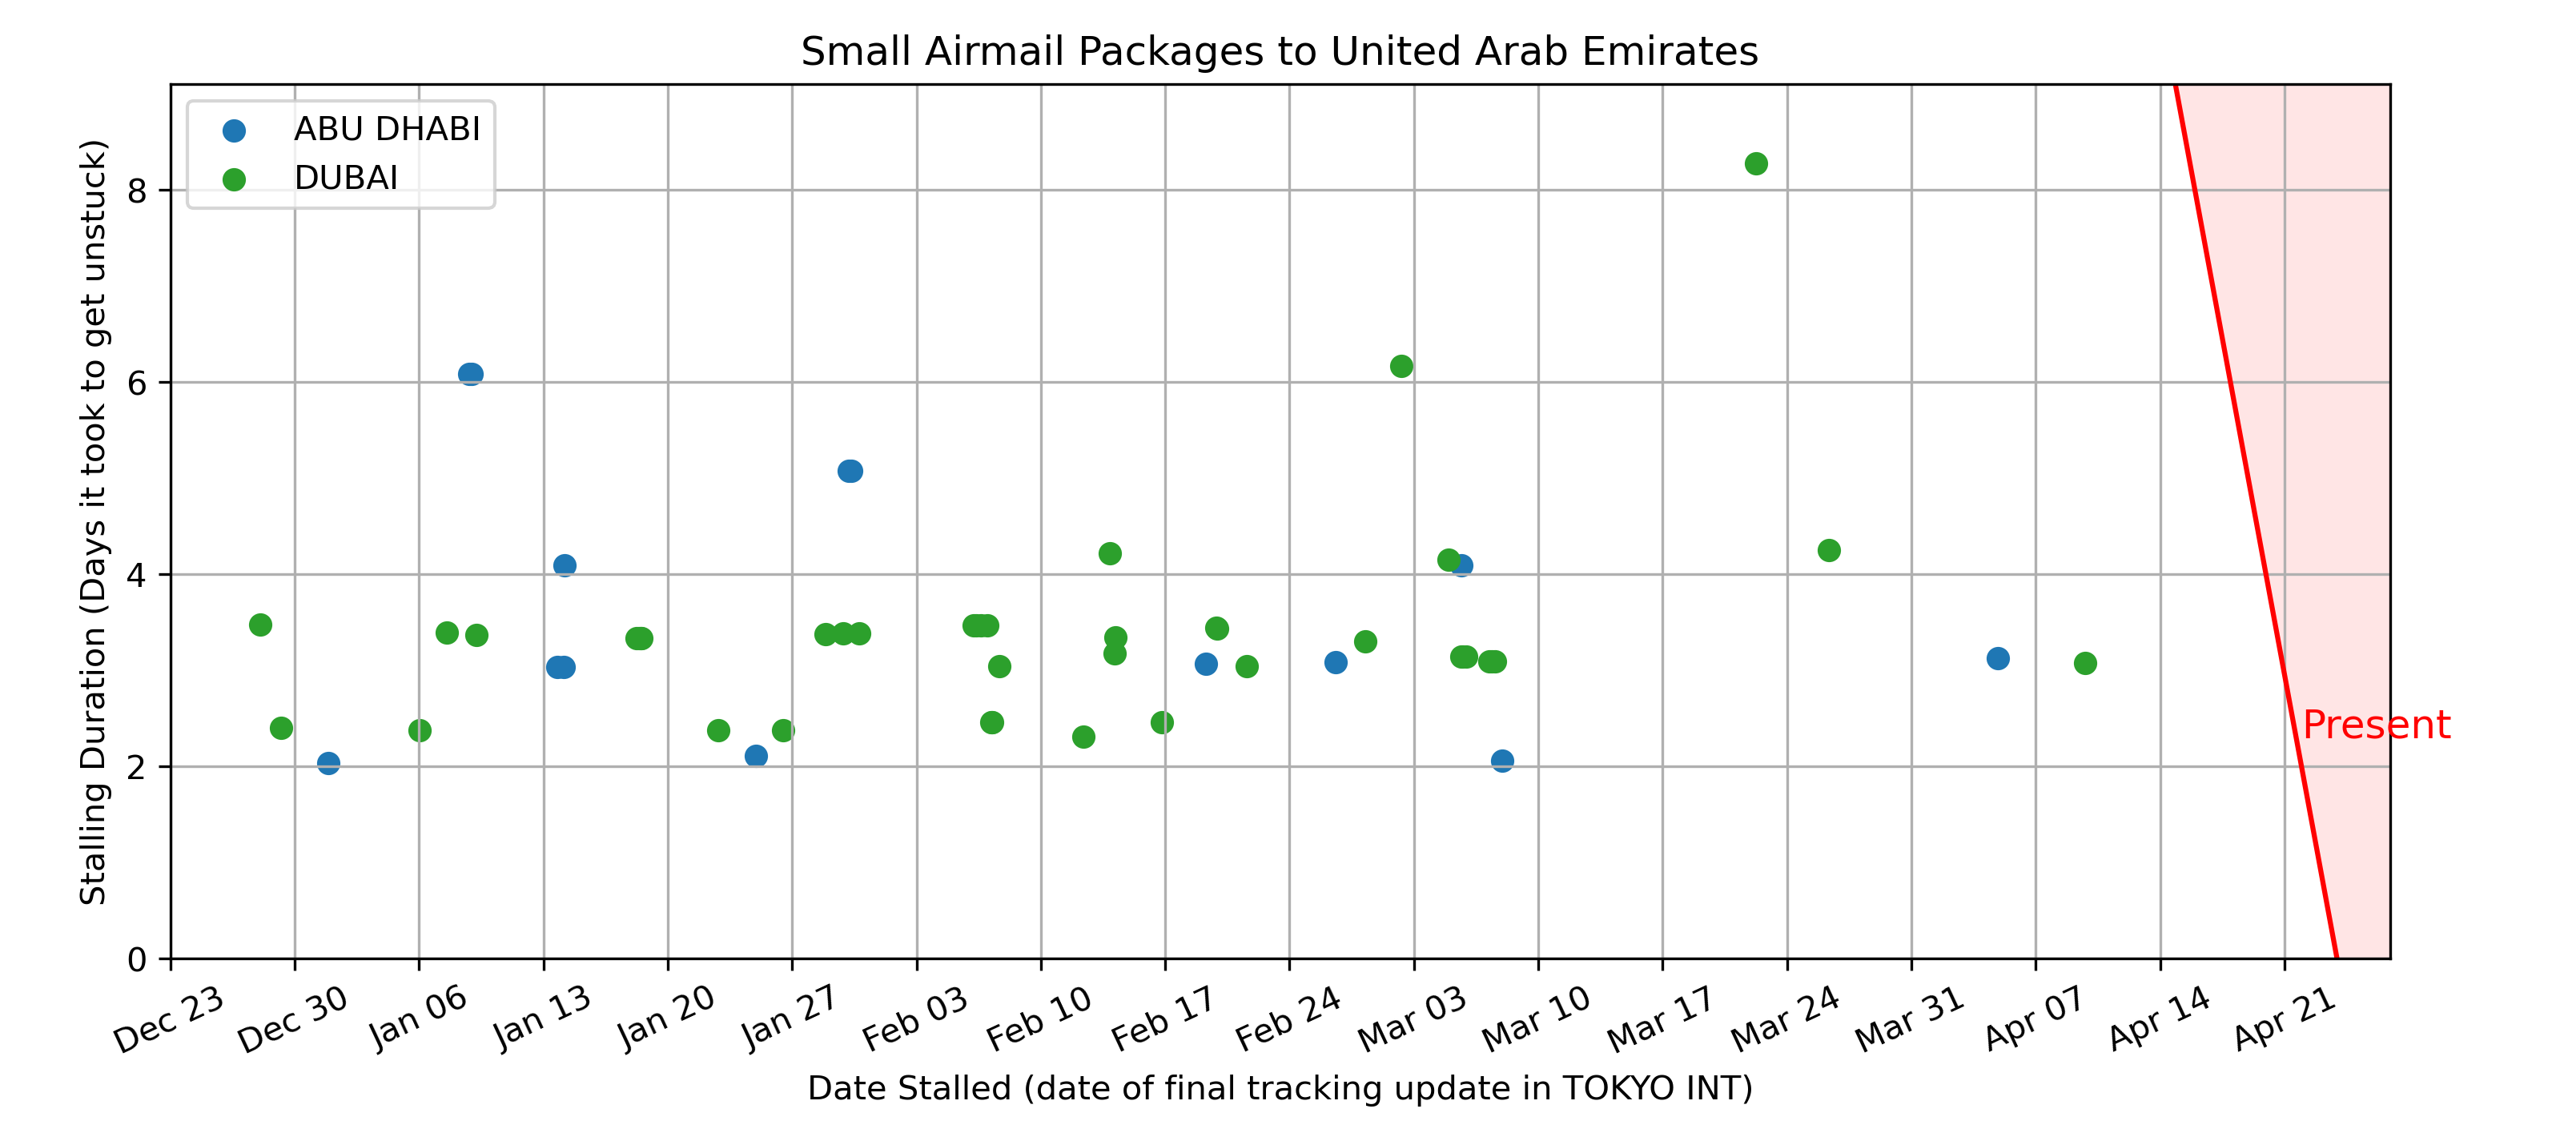 Small Airmail Packages to United Arab Emirates
ABU DHABI
DUBAI
Stalling Duration (Days it took to get unstuck)
8
6
4
2
0
Present
Dec 23
Dec 30
Jan 06
Jan 13
Jan 20
Jan 27
Feb 03
Feb 10
Feb 17
Feb 24
Mar 03
Mar 10
Mar 17
Mar 24
Mar 31
Apr 07
Apr 14
Apr 21
Date Stalled (date of final tracking update in TOKYO INT)